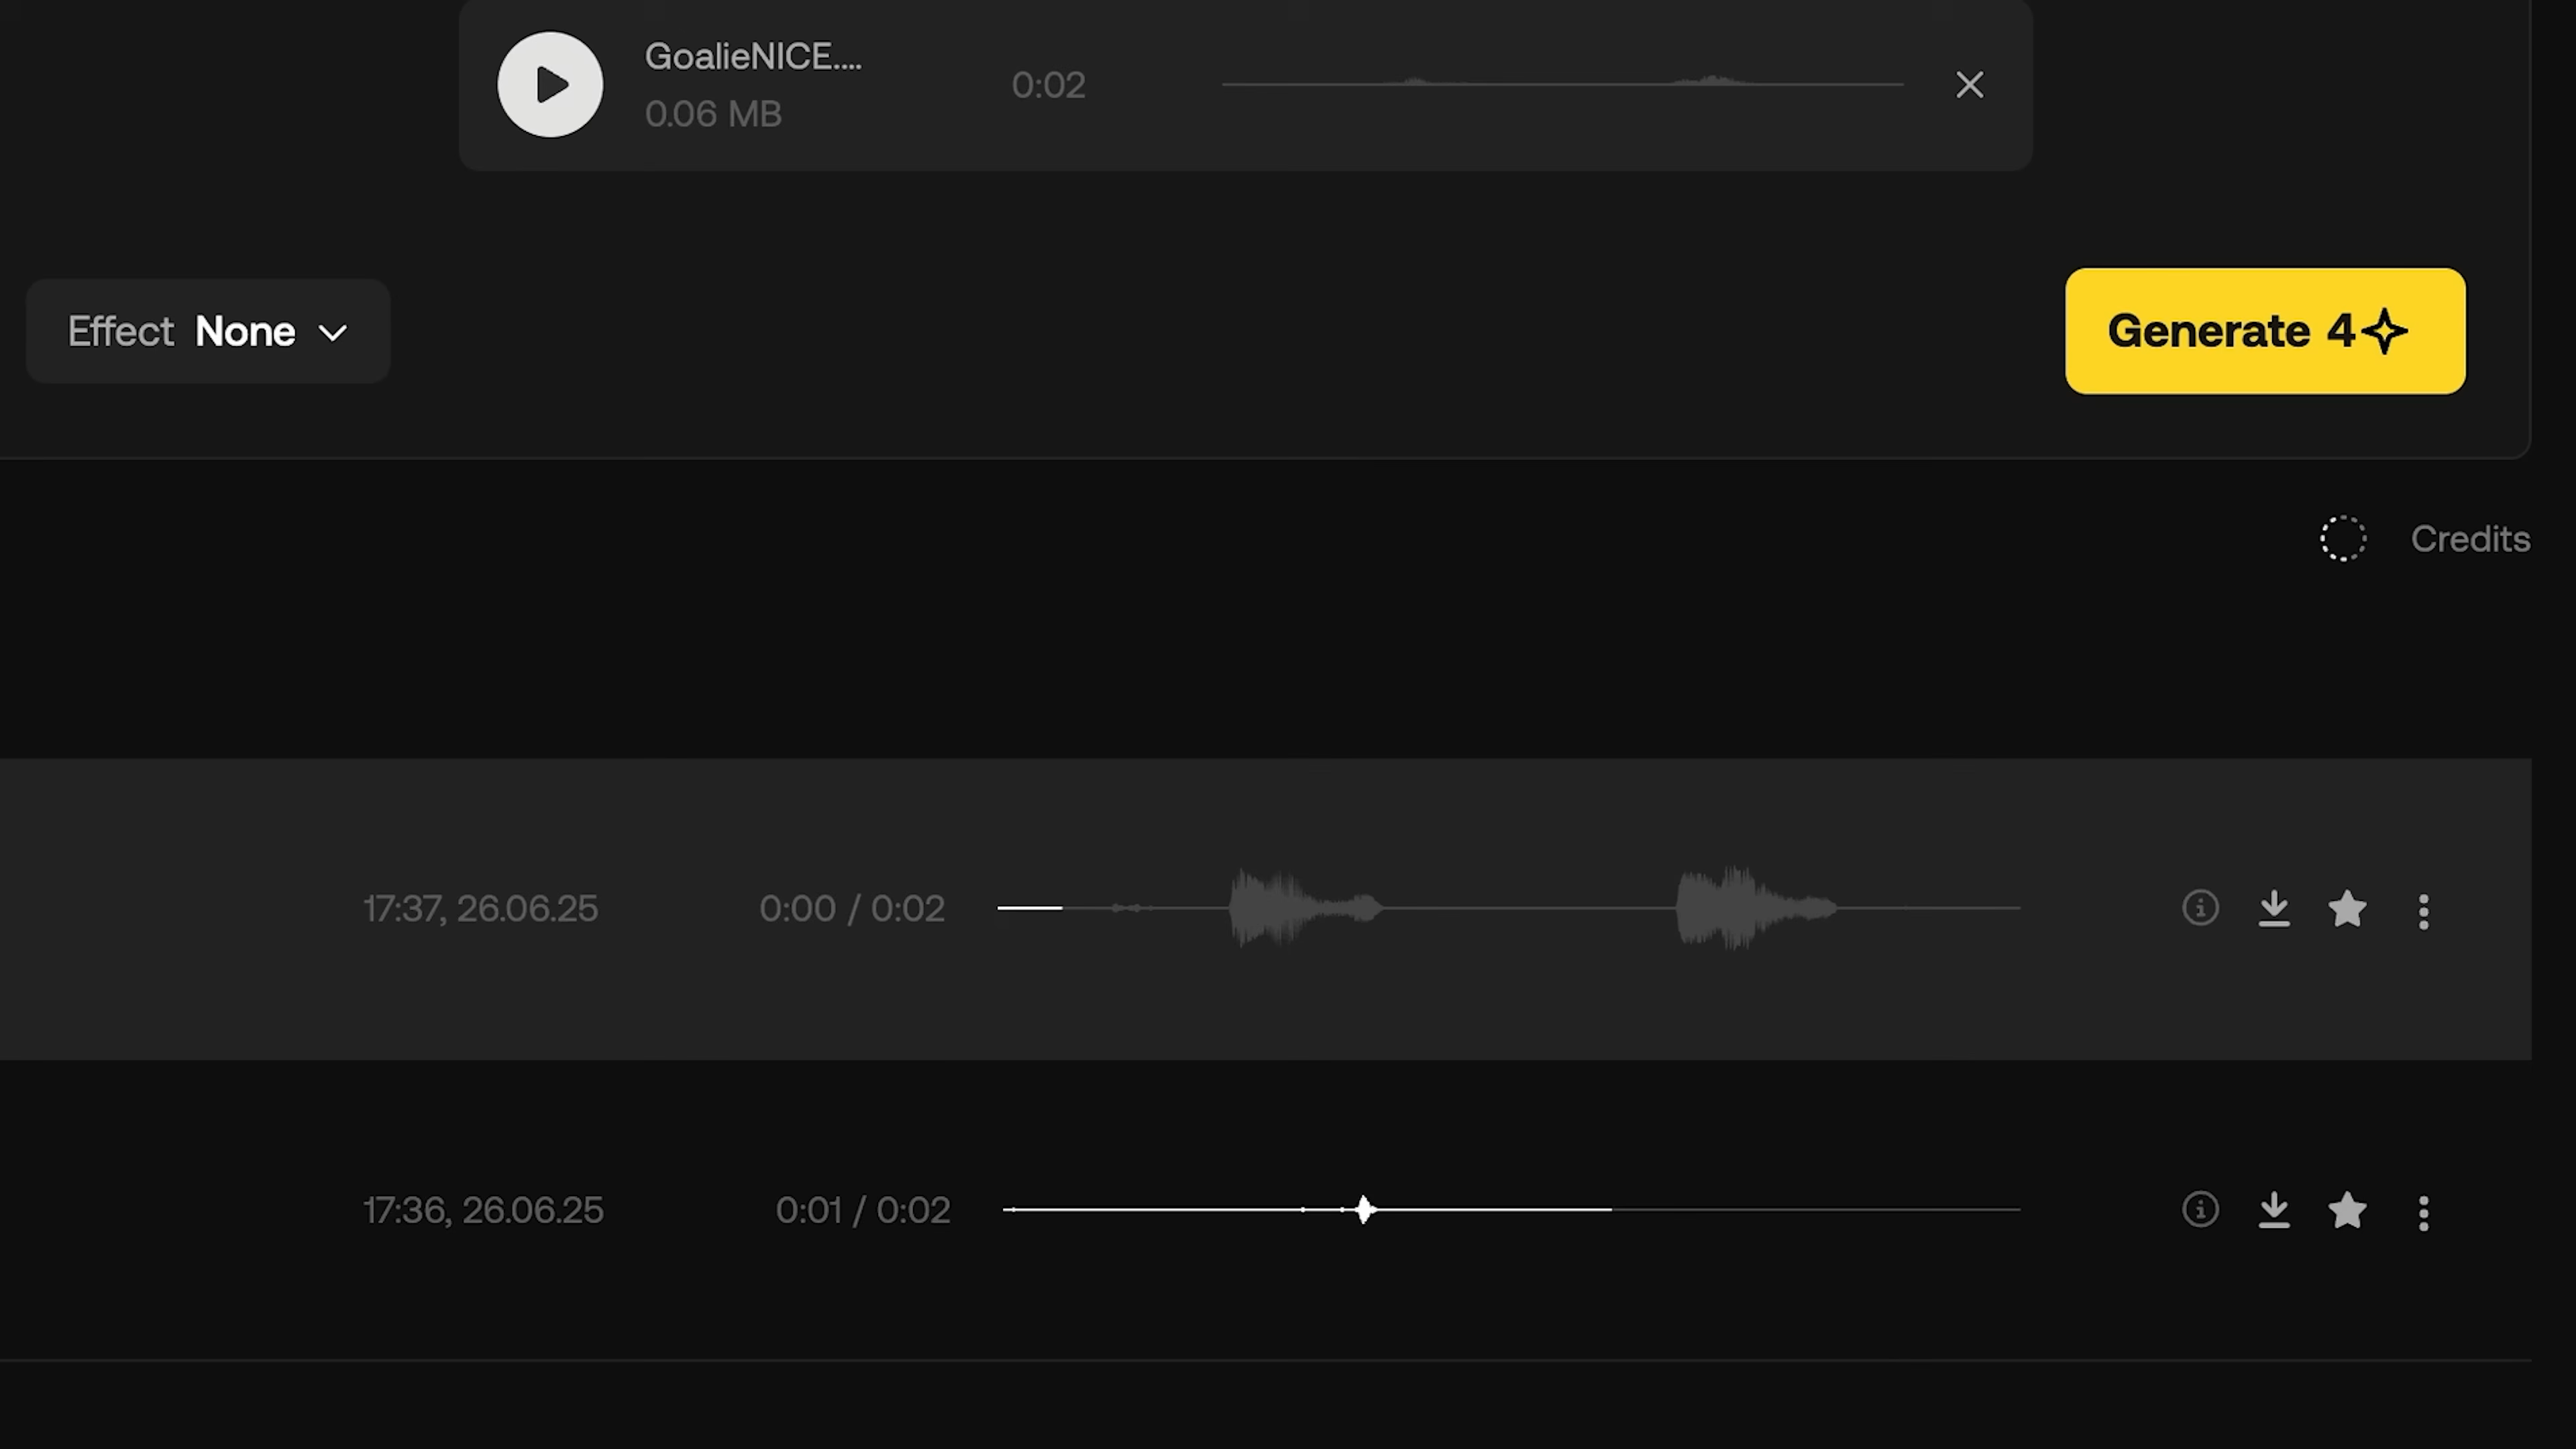 GoalieNICE....
0:02
0.06 MB
Effect None
Generate 4
Credits
17:37, 26.06.25 0:00 / 0:02
17:36, 26.06.25 0:01 / 0:02